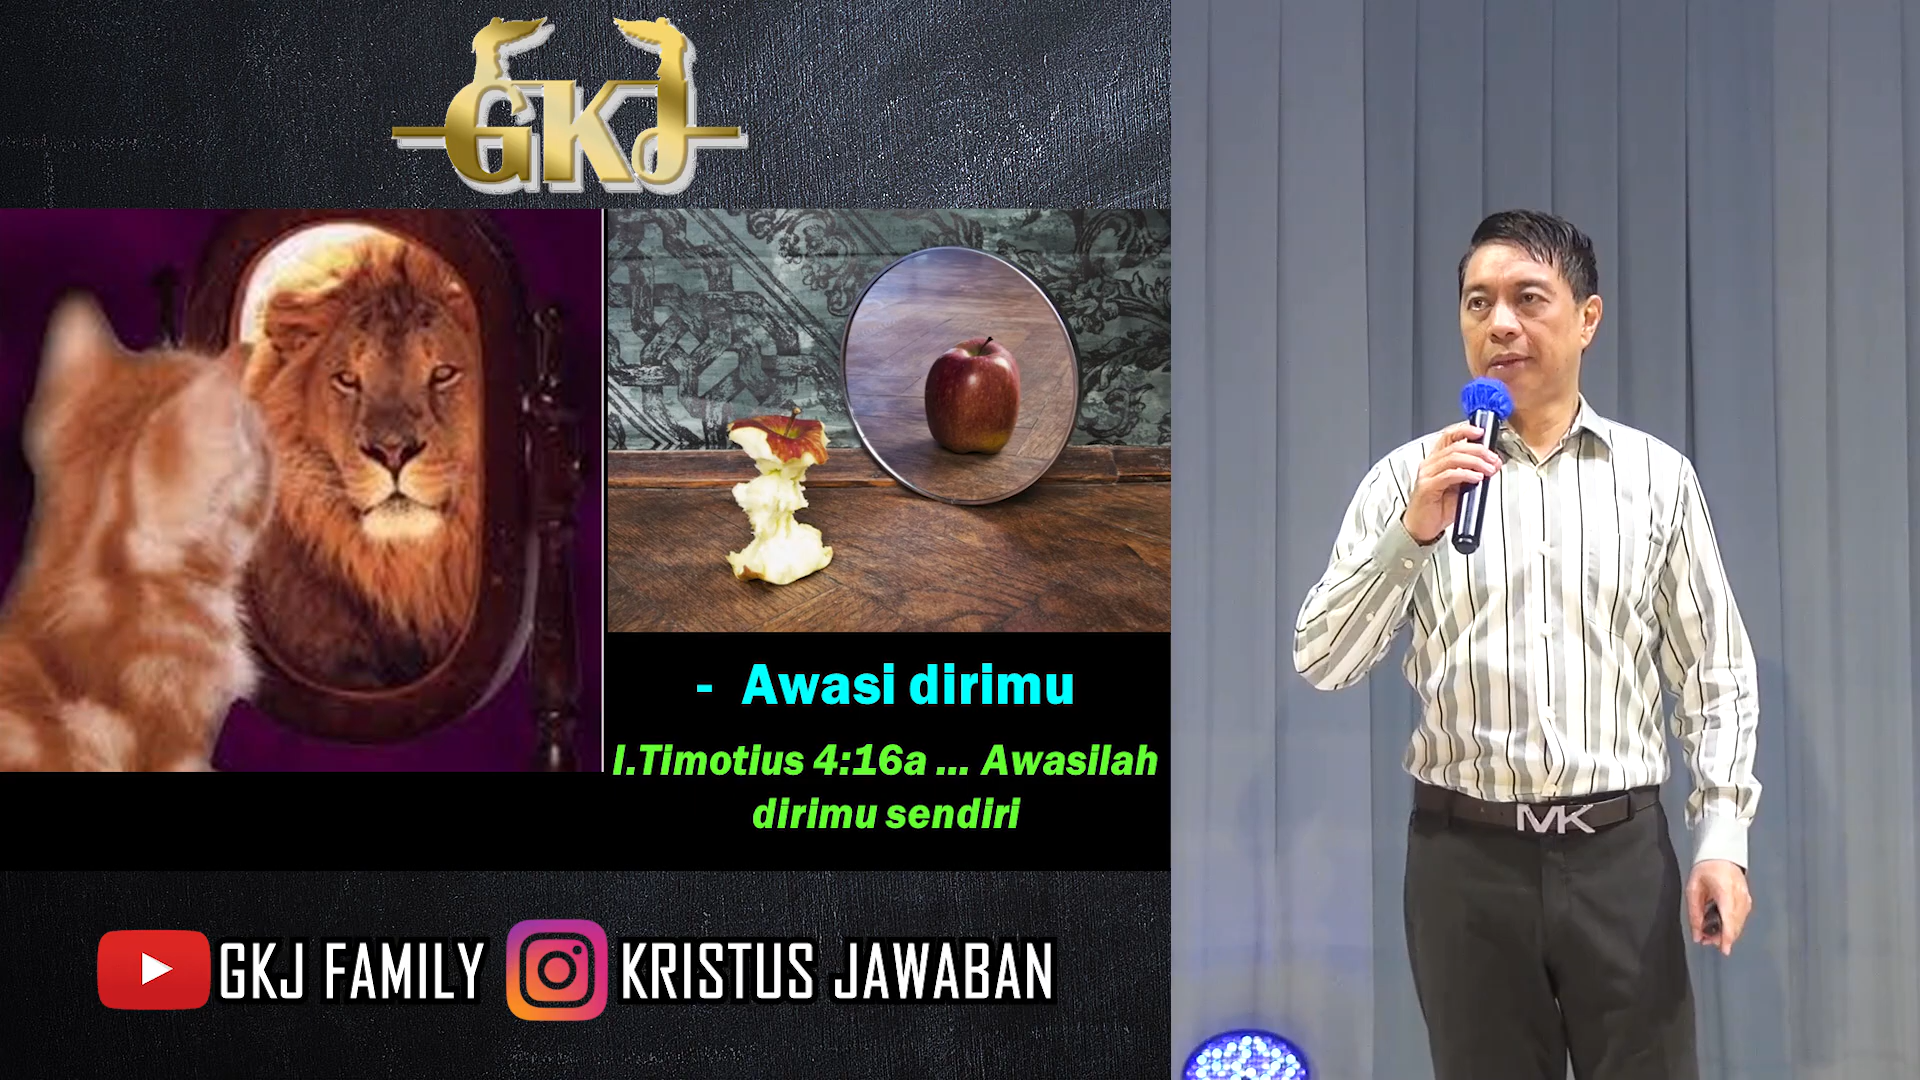 GKJ
- Awasi dirimu
I.Timotius 4:16a ... Awasilah
dirimu sendiri
MK
GKJ FAMILY KRISTUS JAWABAN